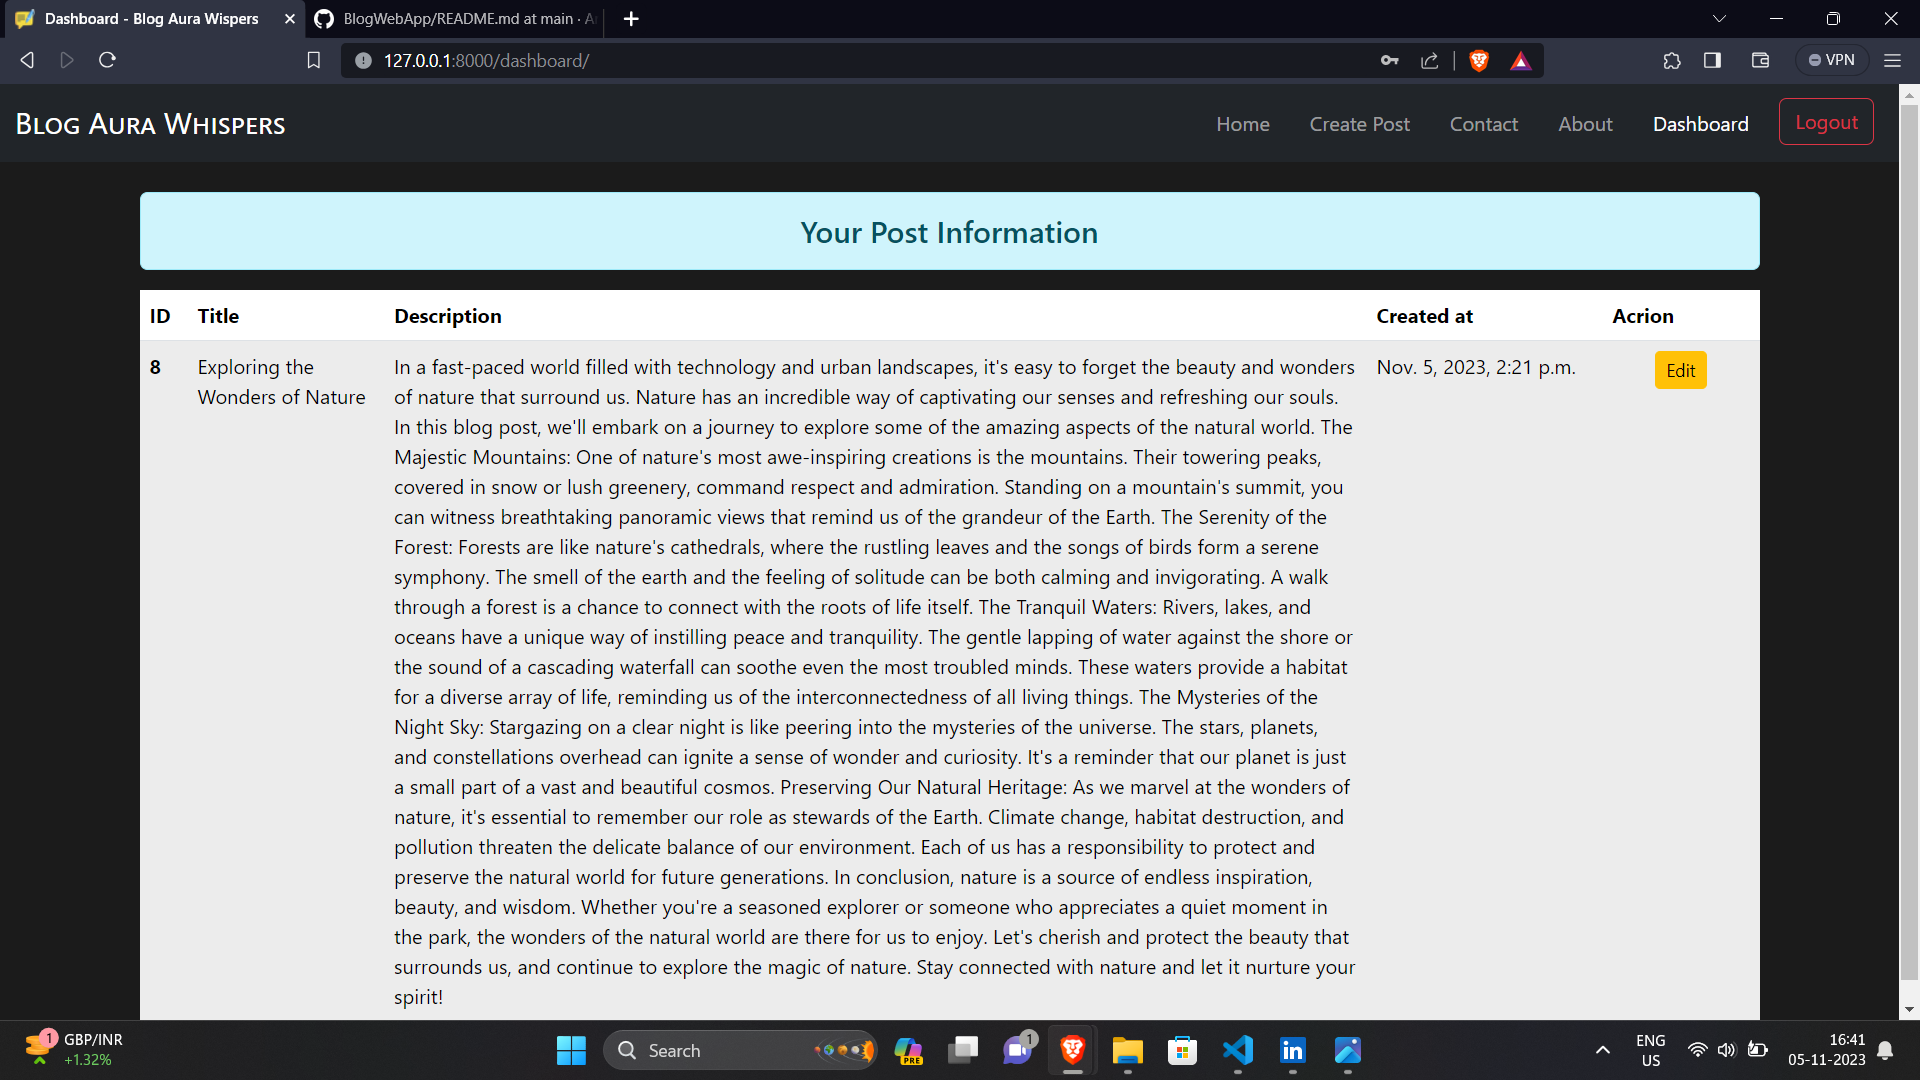 Dashboard - Blog Aura Wispers
BlogWebApp/README.md at main · A
127.0.0.1:8000/dashboard/
VPN
BLOG AURA WHISPERS
Home
Create Post
Contact
About
Dashboard
Logout
Your Post Information
ID Title Description Created at Acrion
8
Exploring the
Wonders of Nature
In a fast-paced world filled with technology and urban landscapes, it's easy to forget the beauty and wonders
of nature that surround us. Nature has an incredible way of captivating our senses and refreshing our souls.
In this blog post, we'll embark on a journey to explore some of the amazing aspects of the natural world. The
Majestic Mountains: One of nature's most awe-inspiring creations is the mountains. Their towering peaks,
covered in snow or lush greenery, command respect and admiration. Standing on a mountain's summit, you
can witness breathtaking panoramic views that remind us of the grandeur of the Earth. The Serenity of the
Forest: Forests are like nature's cathedrals, where the rustling leaves and the songs of birds form a serene
symphony. The smell of the earth and the feeling of solitude can be both calming and invigorating. A walk
through a forest is a chance to connect with the roots of life itself. The Tranquil Waters: Rivers, lakes, and
oceans have a unique way of instilling peace and tranquility. The gentle lapping of water against the shore or
the sound of a cascading waterfall can soothe even the most troubled minds. These waters provide a habitat
for a diverse array of life, reminding us of the interconnectedness of all living things. The Mysteries of the
Night Sky: Stargazing on a clear night is like peering into the mysteries of the universe. The stars, planets,
and constellations overhead can ignite a sense of wonder and curiosity. It's a reminder that our planet is just
a small part of a vast and beautiful cosmos. Preserving Our Natural Heritage: As we marvel at the wonders of
nature, it's essential to remember our role as stewards of the Earth. Climate change, habitat destruction, and
pollution threaten the delicate balance of our environment. Each of us has a responsibility to protect and
preserve the natural world for future generations. In conclusion, nature is a source of endless inspiration,
beauty, and wisdom. Whether you're a seasoned explorer or someone who appreciates a quiet moment in
the park, the wonders of the natural world are there for us to enjoy. Let's cherish and protect the beauty that
surrounds us, and continue to explore the magic of nature. Stay connected with nature and let it nurture your
spirit!
Nov. 5, 2023, 2:21 p.m.
Edit
1
GBP/INR
+1.32%
Search
PRE
1
in
ENG
US
16:41
05-11-2023